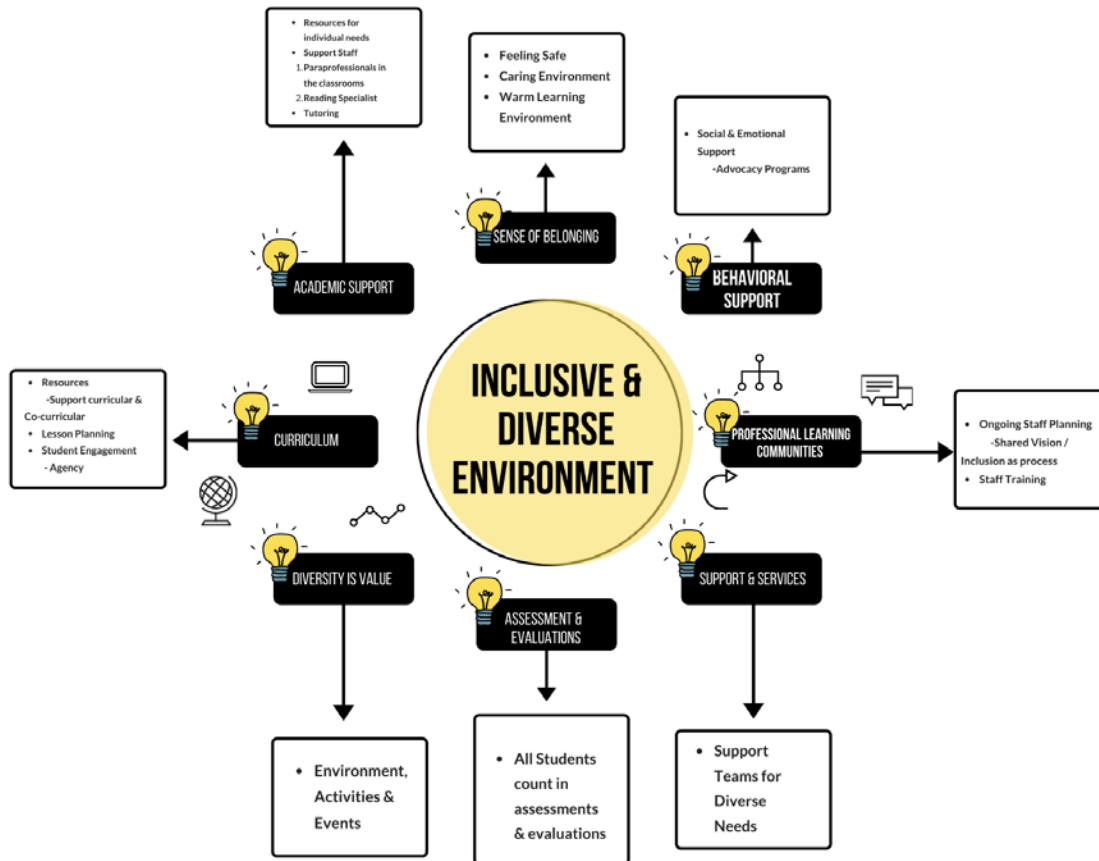 • Resources for
individual needs
• Support Staff
1. Paraprofessionals in
the classrooms
2. Reading Specialist
• Tutoring
ACADEMIC SUPPORT
• Feeling Safe
• Caring Environment
• Warm Learning
Environment
SENSE OF BELONGING
• Social & Emotional
Support
-Advocacy Programs
BEHAVIORAL
SUPPORT
INCLUSIVE &
DIVERSE
ENVIRONMENT
• Resources
-Support curricular &
Co-curricular
• Lesson Planning
• Student Engagement
- Agency
CURRICULUM
PROFESSIONAL LEARNING
COMMUNITIES
• Ongoing Staff Planning
-Shared Vision /
Inclusion as process
• Staff Training
DIVERSITY IS VALUE
• Environment,
Activities &
Events
ASSESSMENT &
EVALUATIONS
• All Students
count in
assessments
& evaluations
SUPPORT & SERVICES
• Support
Teams for
Diverse
Needs